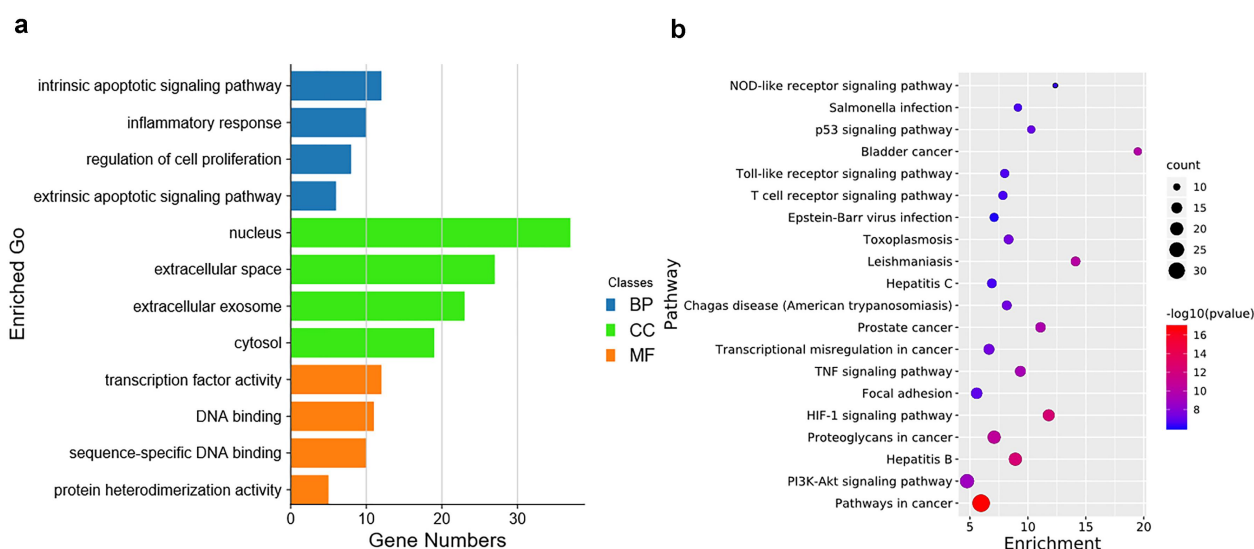 a
intrinsic apoptotic signaling pathway
inflammatory response
regulation of cell proliferation
extrinsic apoptotic signaling pathway
nucleus
extracellular space
extracellular exosome
cytosol
transcription factor activity
DNA binding
sequence-specific DNA binding
protein heterodimerization activity
Enriched Go
0 10 20 30
Gene Numbers
Classes
BP
CC
MF
b
NOD-like receptor signaling pathway
Salmonella infection
p53 signaling pathway
Bladder cancer
Toll-like receptor signaling pathway
T cell receptor signaling pathway
Epstein-Barr virus infection
Toxoplasmosis
Leishmaniasis
Hepatitis C
Chagas disease (American trypanosomiasis)
Prostate cancer
Transcriptional misregulation in cancer
TNF signaling pathway
Focal adhesion
HIF-1 signaling pathway
Proteoglycans in cancer
Hepatitis B
PI3K-Akt signaling pathway
Pathways in cancer
Pathway
5 10 15 20
Enrichment
count
10
15
20
25
30
-log10(pvalue)
16
14
12
10
8